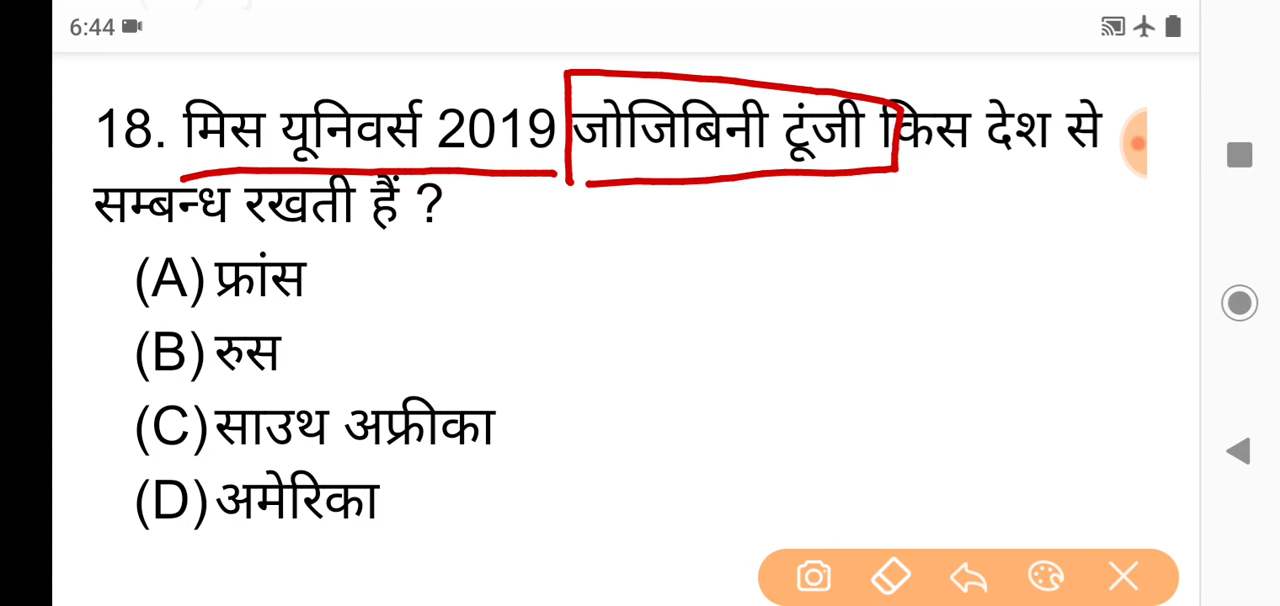 6:44
18. मिस यूनिवर्स 2019 जोजिबिनी टूंजी किस देश से
सम्बन्ध रखती हैं ?
(A) फ्रांस
(B) रुस
(C) साउथ अफ्रीका
(D) अमेरिका